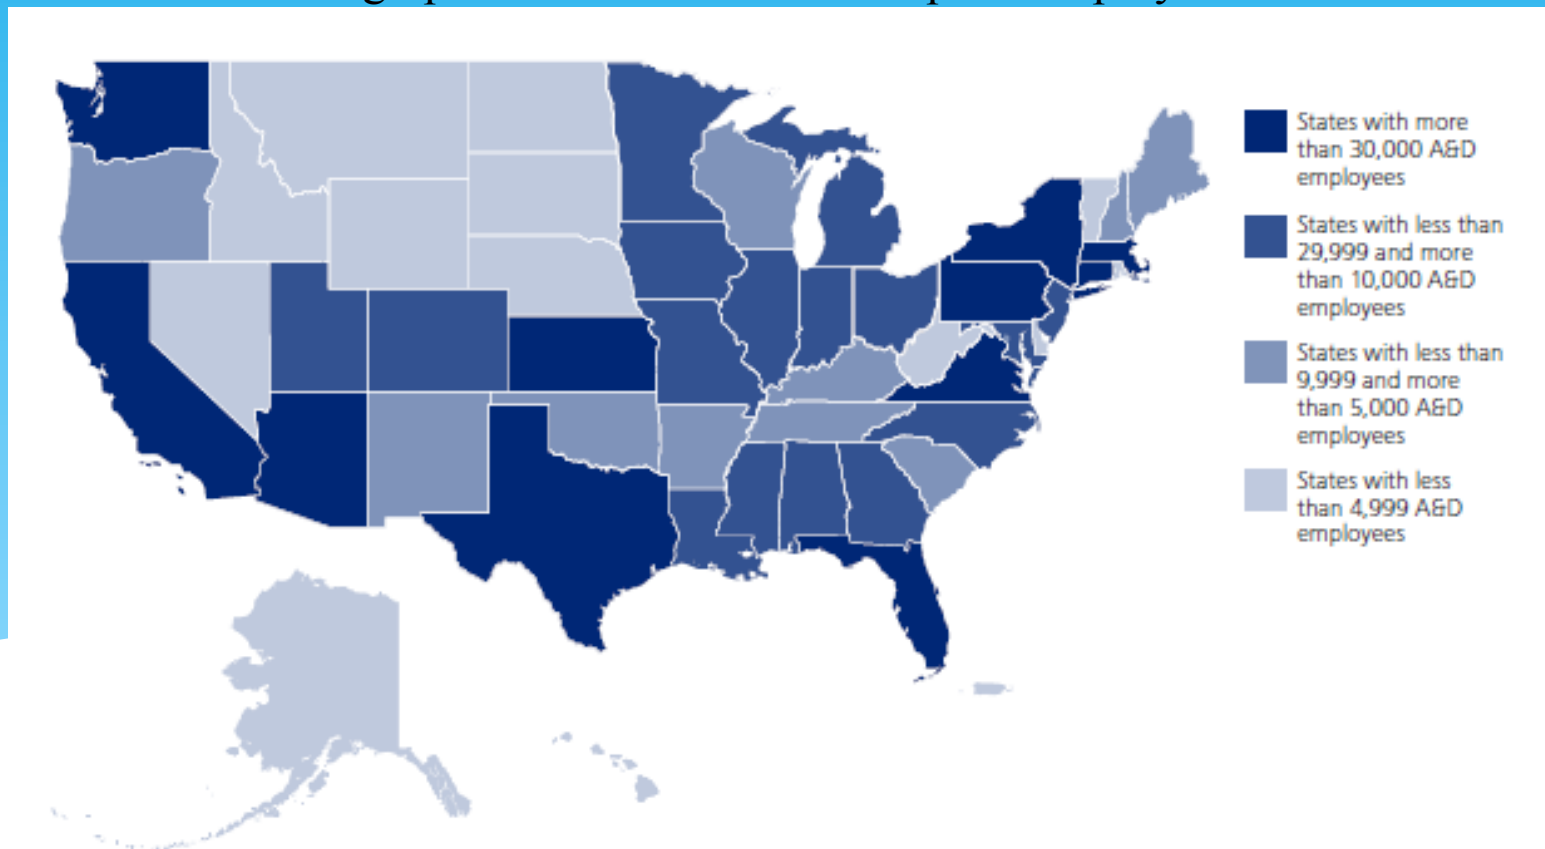 States with more
than 30,000 A&D
employees
States with less than
29,999 and more
than 10,000 A&D
employees
States with less than
9,999 and more
than 5,000 A&D
employees
States with less
than 4,999 A&D
employees